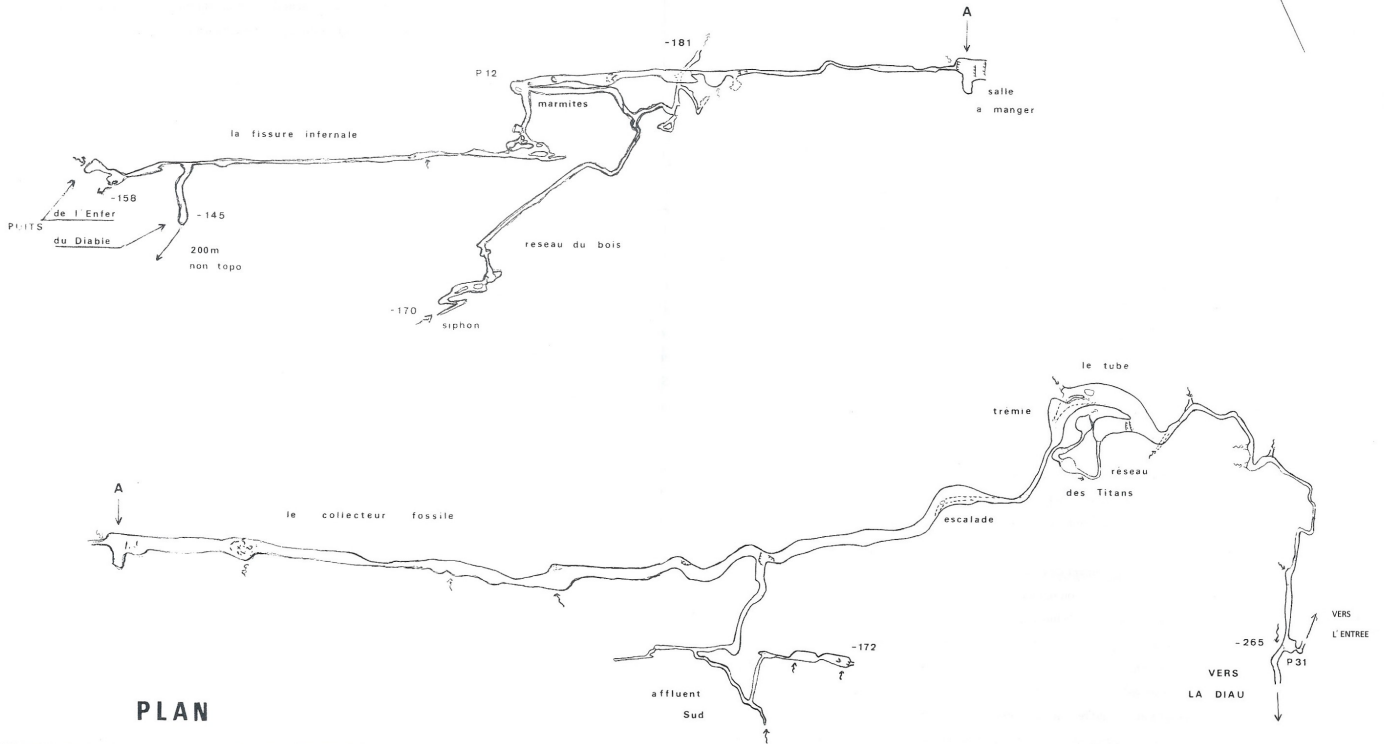 A
-181
P 12
salle
a manger
marmites
la fissure infernale
-158
de l'Enfer
PUITS
-145
du Diable
200m
non topo
reseau du bois
-170
siphon
le tube
tremie
réseau
des Titans
A
le collecteur fossile
escalade
VERS
L'ENTREE
-265
P 31
-172
VERS
LA DIAU
affluent
Sud
PLAN